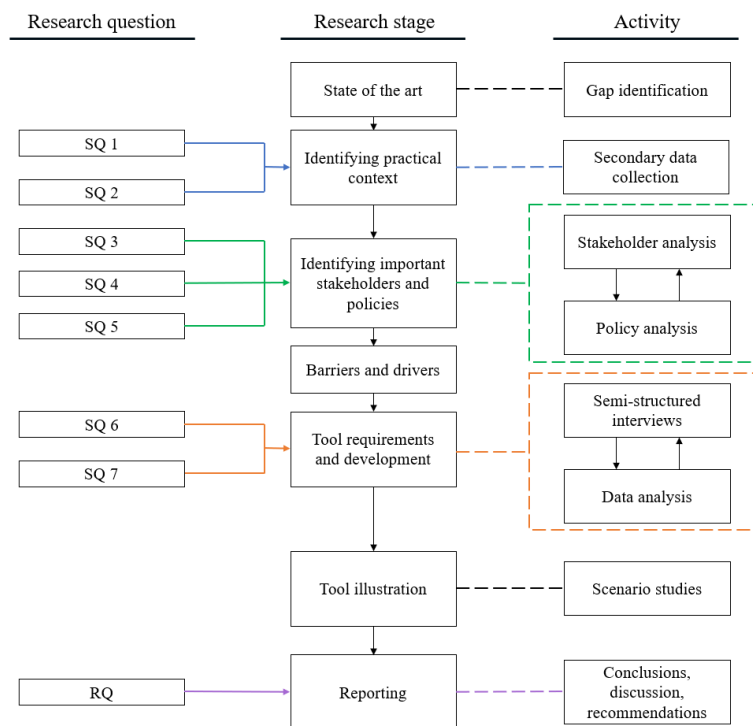 Research question
Research stage
Activity
State of the art
Gap identification
SQ 1
SQ 2
Identifying practical
context
Secondary data
collection
SQ 3
SQ 4
SQ 5
Identifying important
stakeholders and
policies
Stakeholder analysis
Policy analysis
Barriers and drivers
SQ 6
SQ 7
Tool requirements
and development
Semi-structured
interviews
Data analysis
Tool illustration
Scenario studies
RQ
Reporting
Conclusions,
discussion,
recommendations